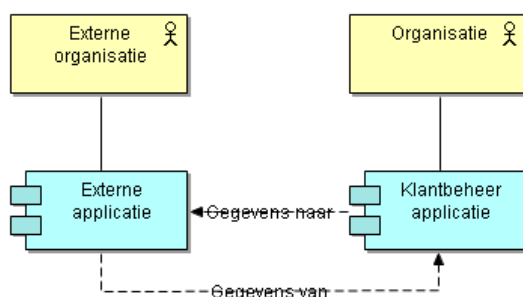 Externe
organisatie
Organisatie
Externe
applicatie
Gegevens naar
Klantbeheer
applicatie
Gegevens van